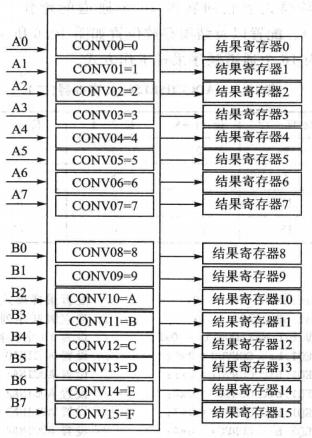 A0 CONV00=0 结果寄存器0
A1 CONV01=1 结果寄存器1
A2 CONV02=2 结果寄存器2
A3 CONV03=3 结果寄存器3
A4 CONV04=4 结果寄存器4
A5 CONV05=5 结果寄存器5
A6 CONV06=6 结果寄存器6
A7 CONV07=7 结果寄存器7
B0 CONV08=8 结果寄存器8
B1 CONV09=9 结果寄存器9
B2 CONV10=A 结果寄存器10
B3 CONV11=B 结果寄存器11
B4 CONV12=C 结果寄存器12
B5 CONV13=D 结果寄存器13
B6 CONV14=E 结果寄存器14
B7 CONV15=F 结果寄存器15